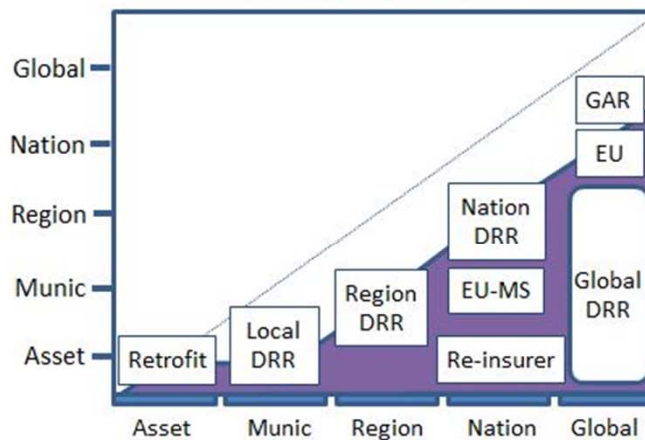 Global
GAR
Nation
EU
Region
Nation
DRR
Munic
Region
DRR
EU-MS
Global
DRR
Asset
Retrofit
Local
DRR
Re-insurer
Asset
Munic
Region
Nation
Global